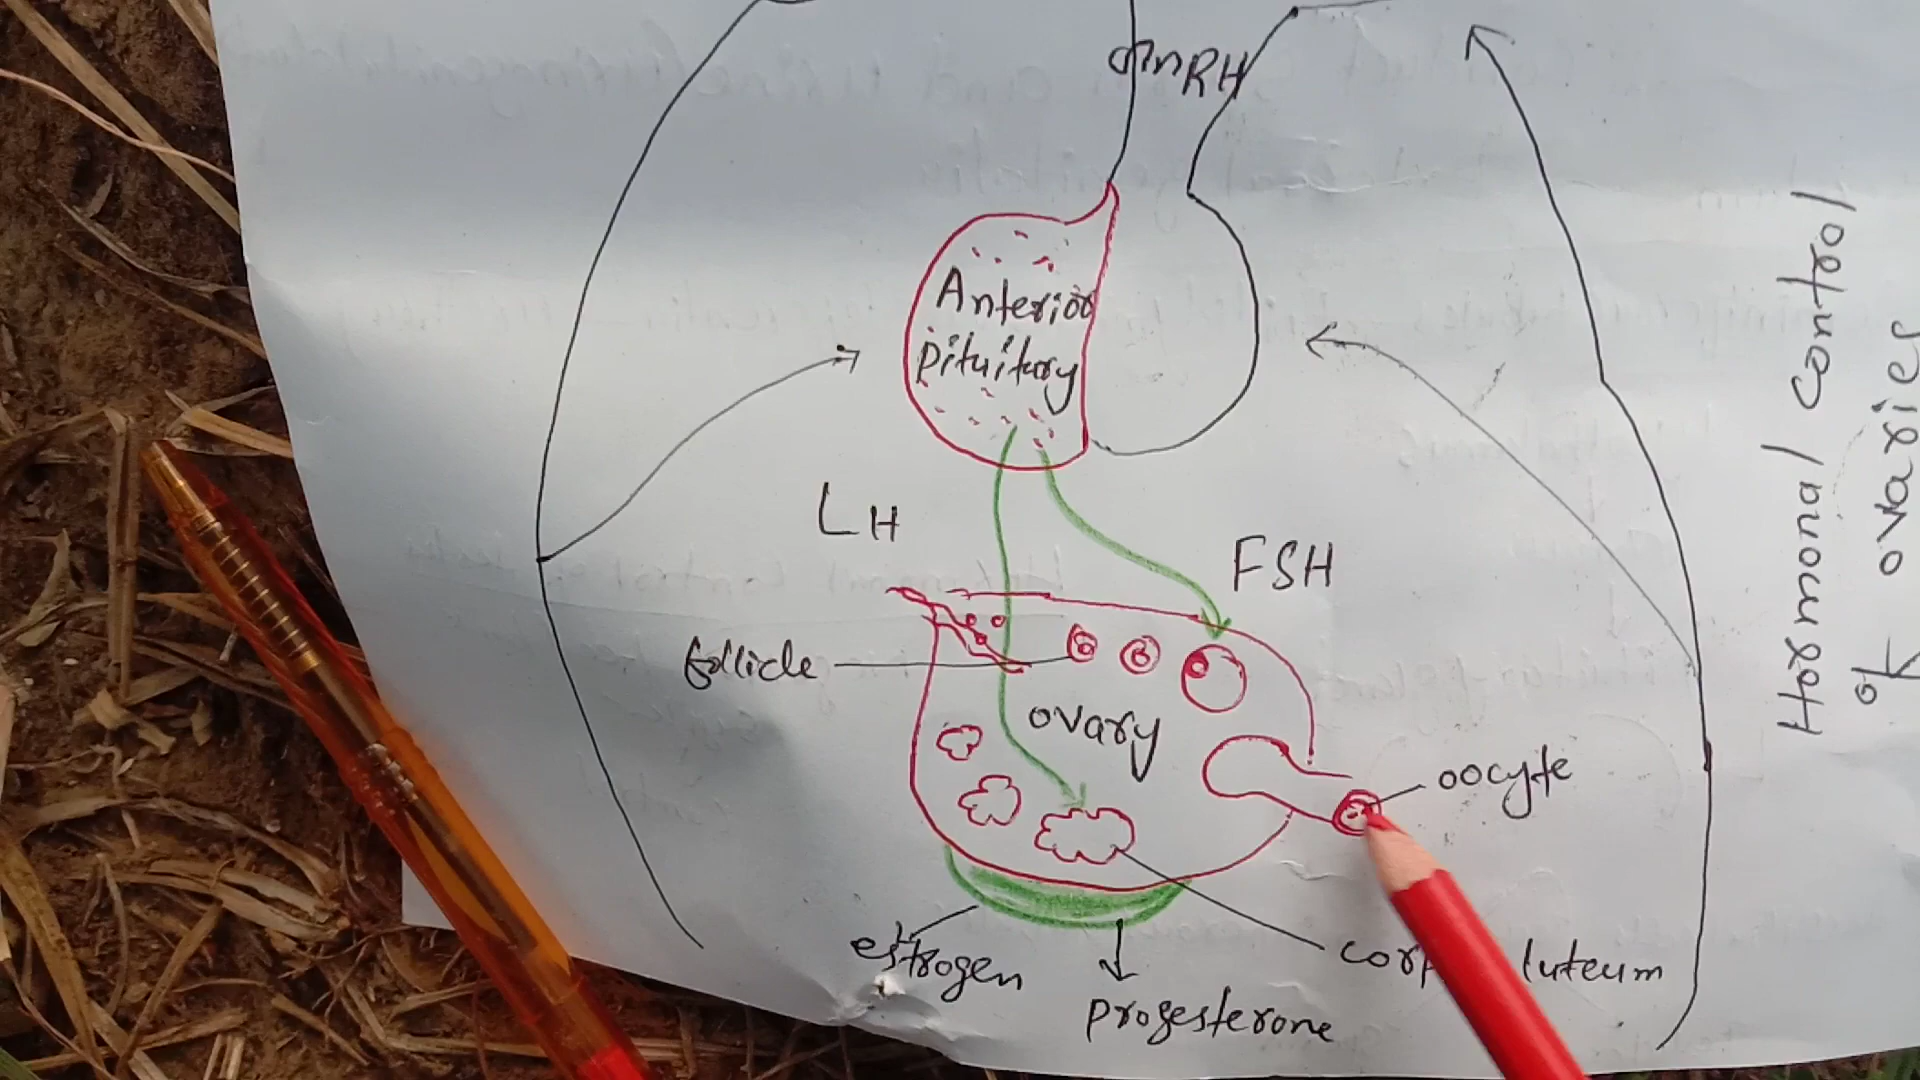 GnRH
Anterior
pituitary
LH
FSH
follicle
ovary
oocyte
estrogen
luteum
progesterone
Hormonal control
of ovaries